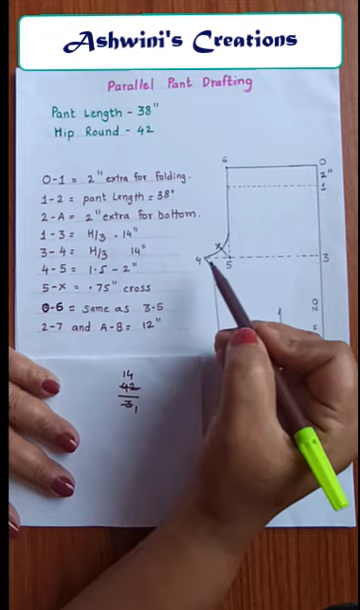 Ashwini's Creations
Parallel Pant Drafting
Pant Length - 38"
Hip Round - 42
0-1 = 2" extra for folding.
1-2 = pant length = 38"
2-A = 2" extra for bottom.
1-3 = H/3 - 14"
3-4 = H/3 14"
4-5 = 1.5 - 2"
5-x = .75" cross
0-6 = same as 3-5
2-7 and A-B = 12"
6
0
2"
1
x
4
5
3
14
42
3 1